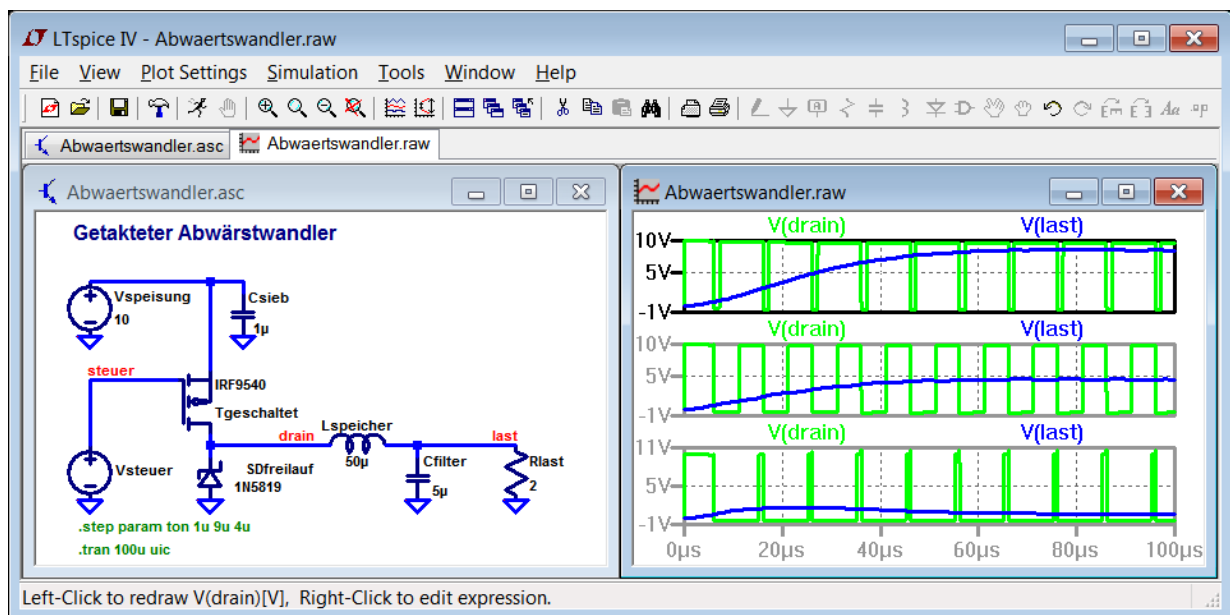 LTspice IV - Abwaertswandler.raw
File View Plot Settings Simulation Tools Window Help
Abwaertswandler.asc Abwaertswandler.raw
Abwaertswandler.asc
Getakteter Abwärtswandler
Vspeisung
10
Csieb
1µ
steuer
IRF9540
Tgeschaltet
Lspeicher
drain
50µ
last
Vsteuer
SDfreilauf
1N5819
Cfilter
5µ
Rlast
2
.step param ton 1u 9u 4u
.tran 100u uic
Abwaertswandler.raw
V(drain) V(last)
10V
5V
-1V
V(drain) V(last)
10V
5V
-1V
V(drain) V(last)
11V
5V
-1V
0µs 20µs 40µs 60µs 80µs 100µs
Left-Click to redraw V(drain)[V], Right-Click to edit expression.